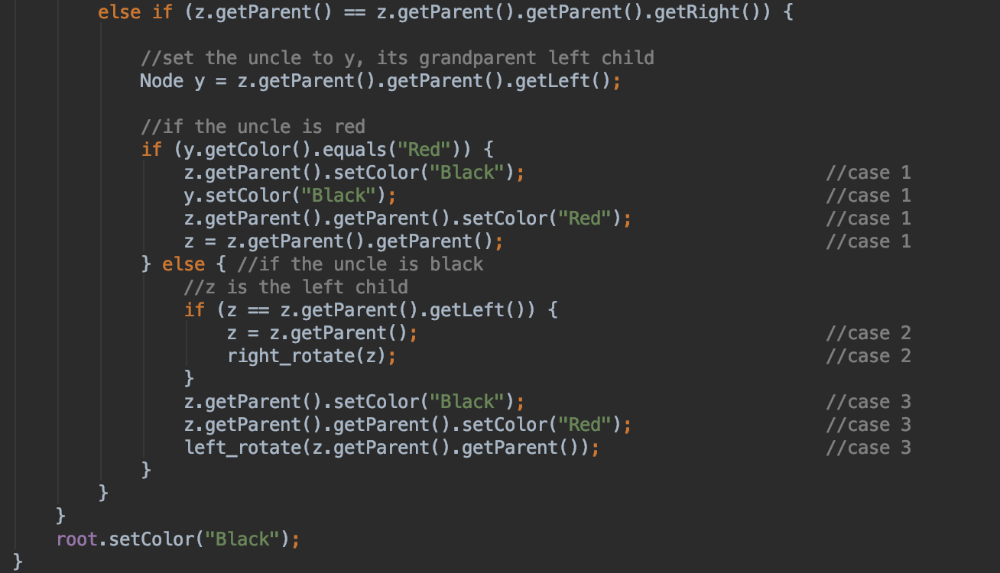 else if (z.getParent() == z.getParent().getParent().getRight()) {
//set the uncle to y, its grandparent left child
Node y = z.getParent().getParent().getLeft();
//if the uncle is red
if (y.getColor().equals("Red")) {
z.getParent().setColor("Black"); //case 1
y.setColor("Black"); //case 1
z.getParent().getParent().setColor("Red"); //case 1
z = z.getParent().getParent(); //case 1
} else { //if the uncle is black
//z is the left child
if (z == z.getParent().getLeft()) {
z = z.getParent(); //case 2
right_rotate(z); //case 2
}
z.getParent().setColor("Black"); //case 3
z.getParent().getParent().setColor("Red"); //case 3
left_rotate(z.getParent().getParent()); //case 3
}
}
}
root.setColor("Black");
}